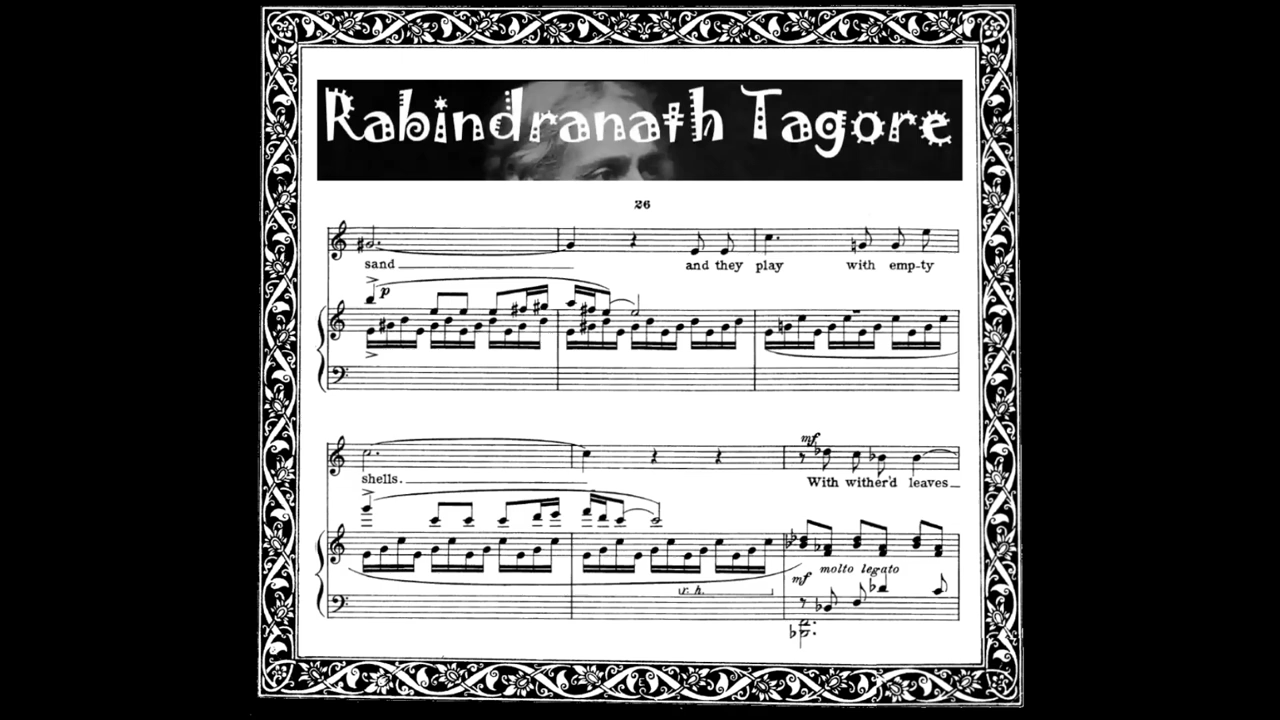 Rabindranath Tagore
26
sand
and they play with emp-ty
p
mf
shells.
With wither'd leaves
molto legato
mf
r. h.